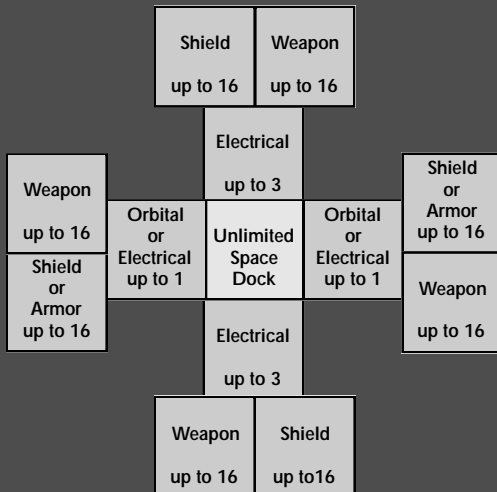 Shield
up to 16
Weapon
up to 16
Electrical
up to 3
Weapon
up to 16
Shield
or
Armor
up to 16
Orbital
or
Electrical
up to 1
Unlimited
Space
Dock
Orbital
or
Electrical
up to 1
Shield
or
Armor
up to 16
Weapon
up to 16
Electrical
up to 3
Weapon
up to 16
Shield
up to16